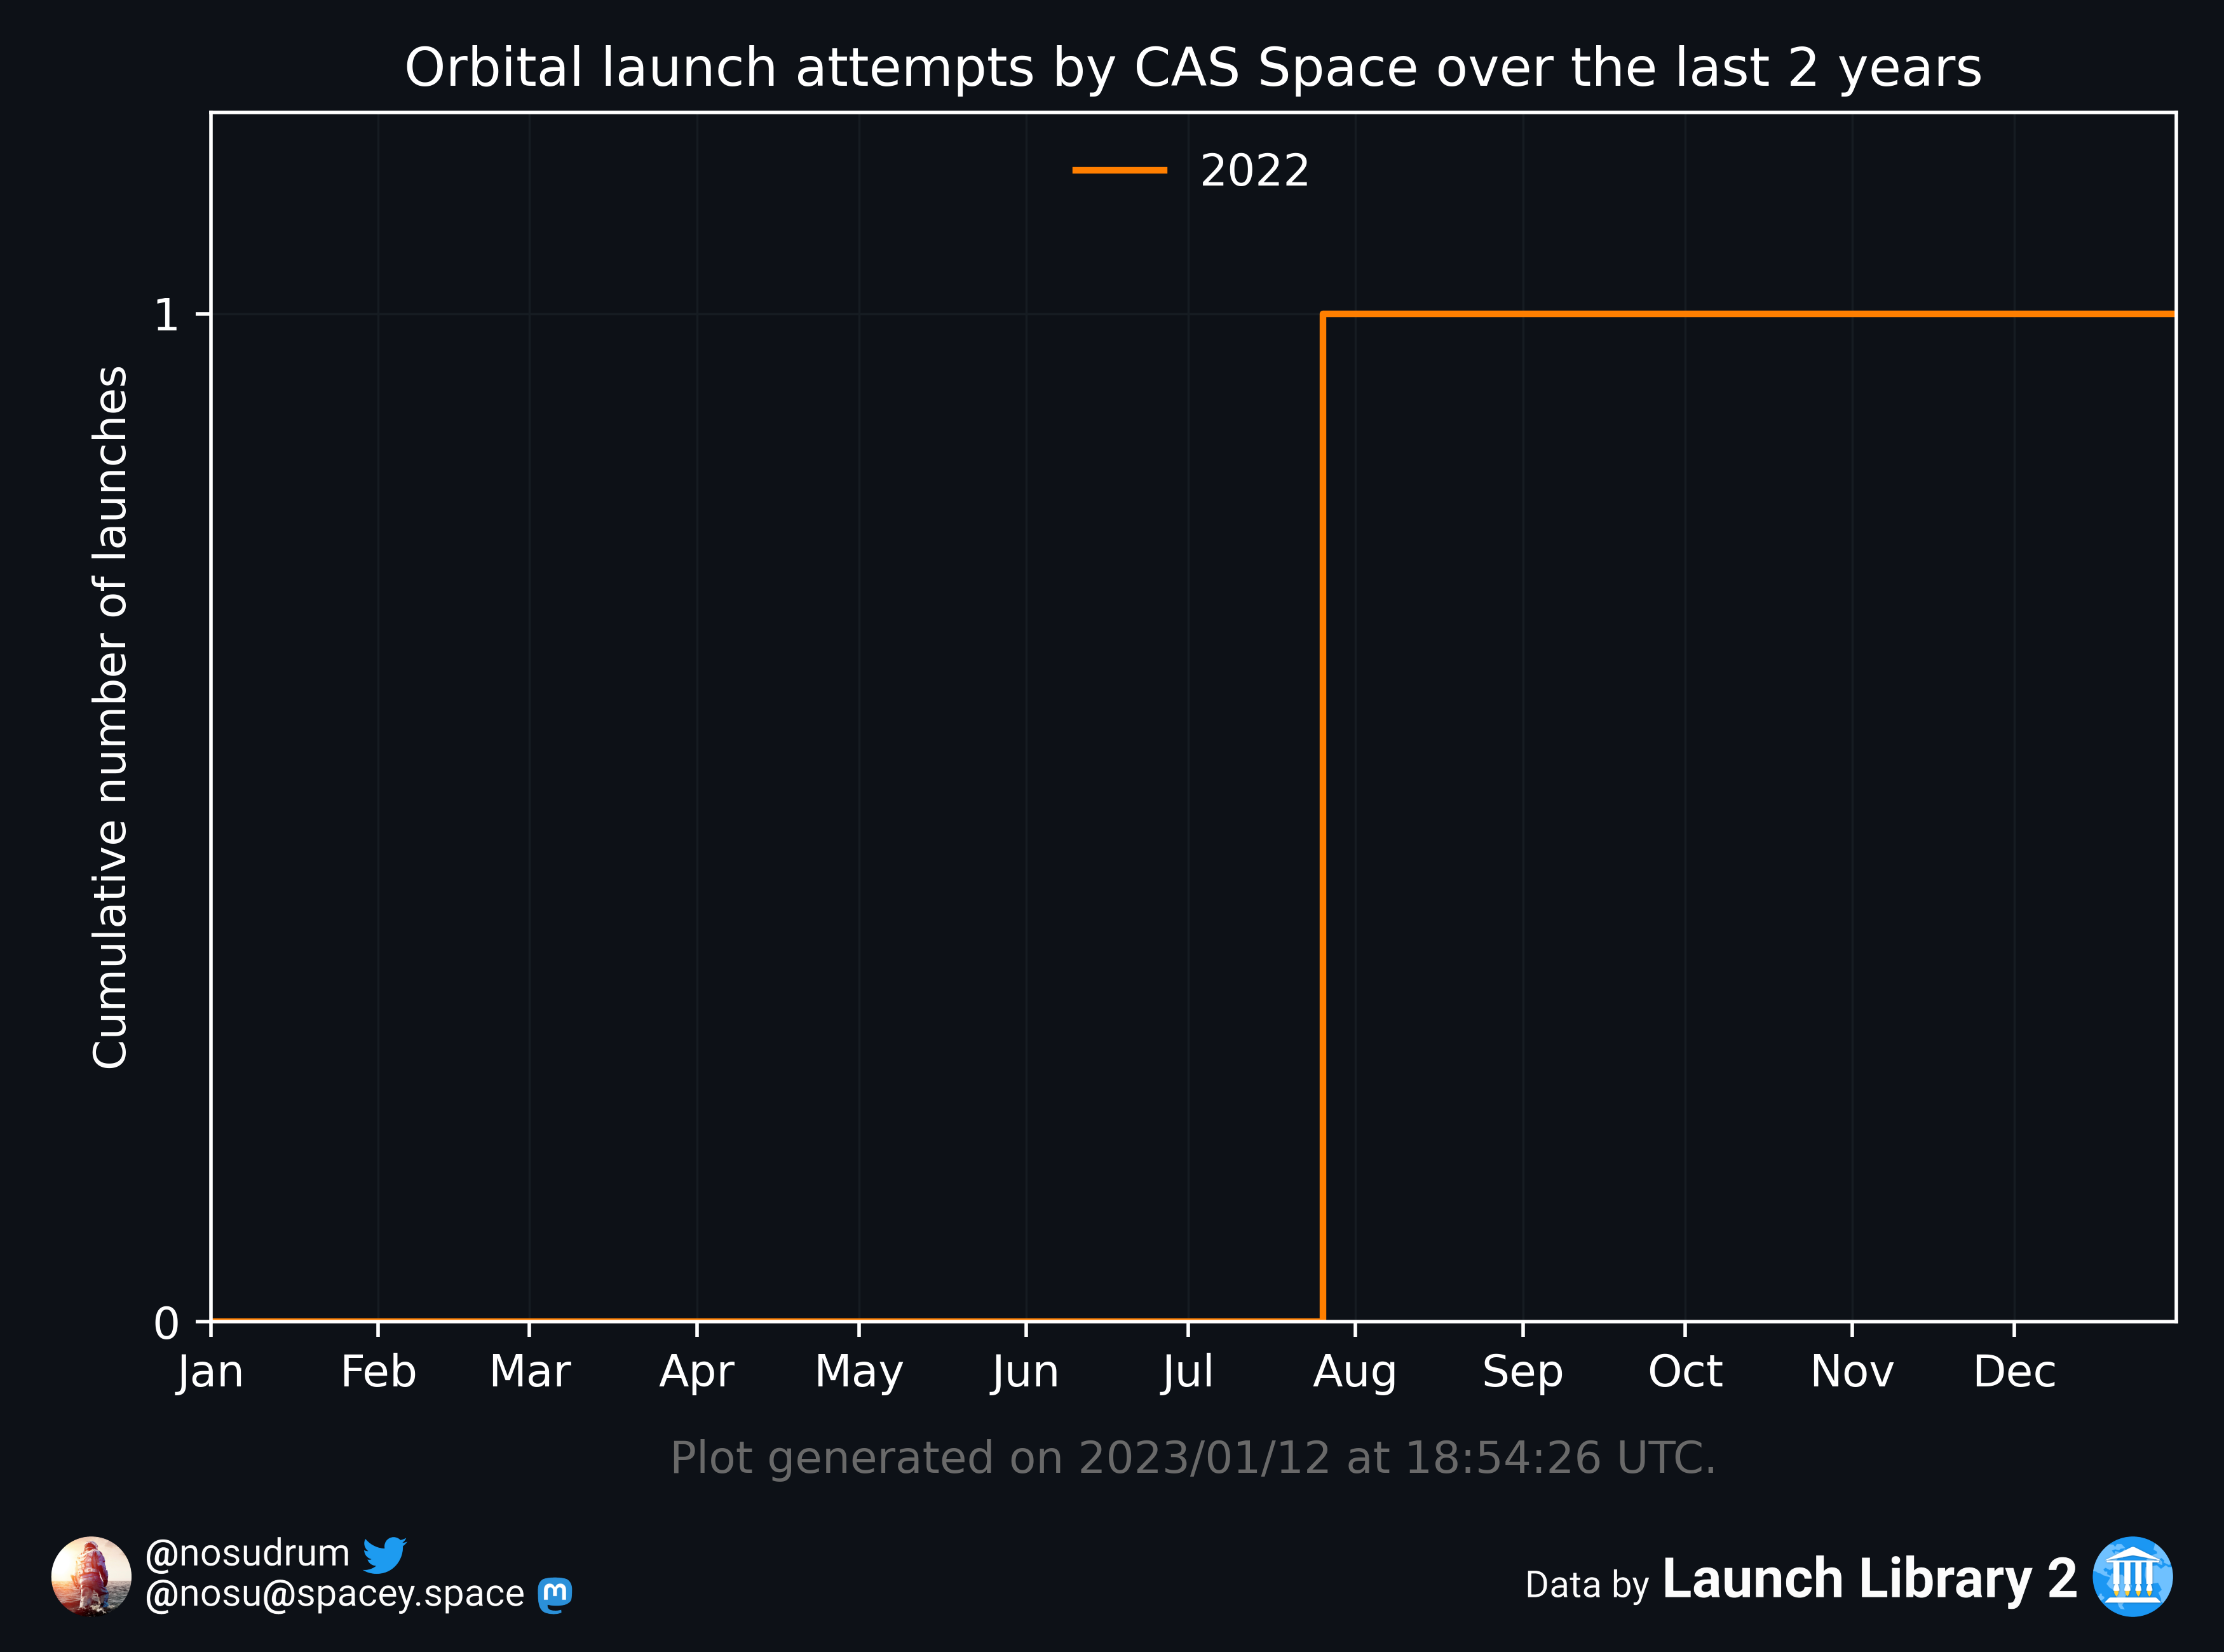 Orbital launch attempts by CAS Space over the last 2 years
2022
Cumulative number of launches
1
0
Jan Feb Mar Apr May Jun Jul Aug Sep Oct Nov Dec
Plot generated on 2023/01/12 at 18:54:26 UTC.
@nosudrum
@nosu@spacey.space
Data by Launch Library 2